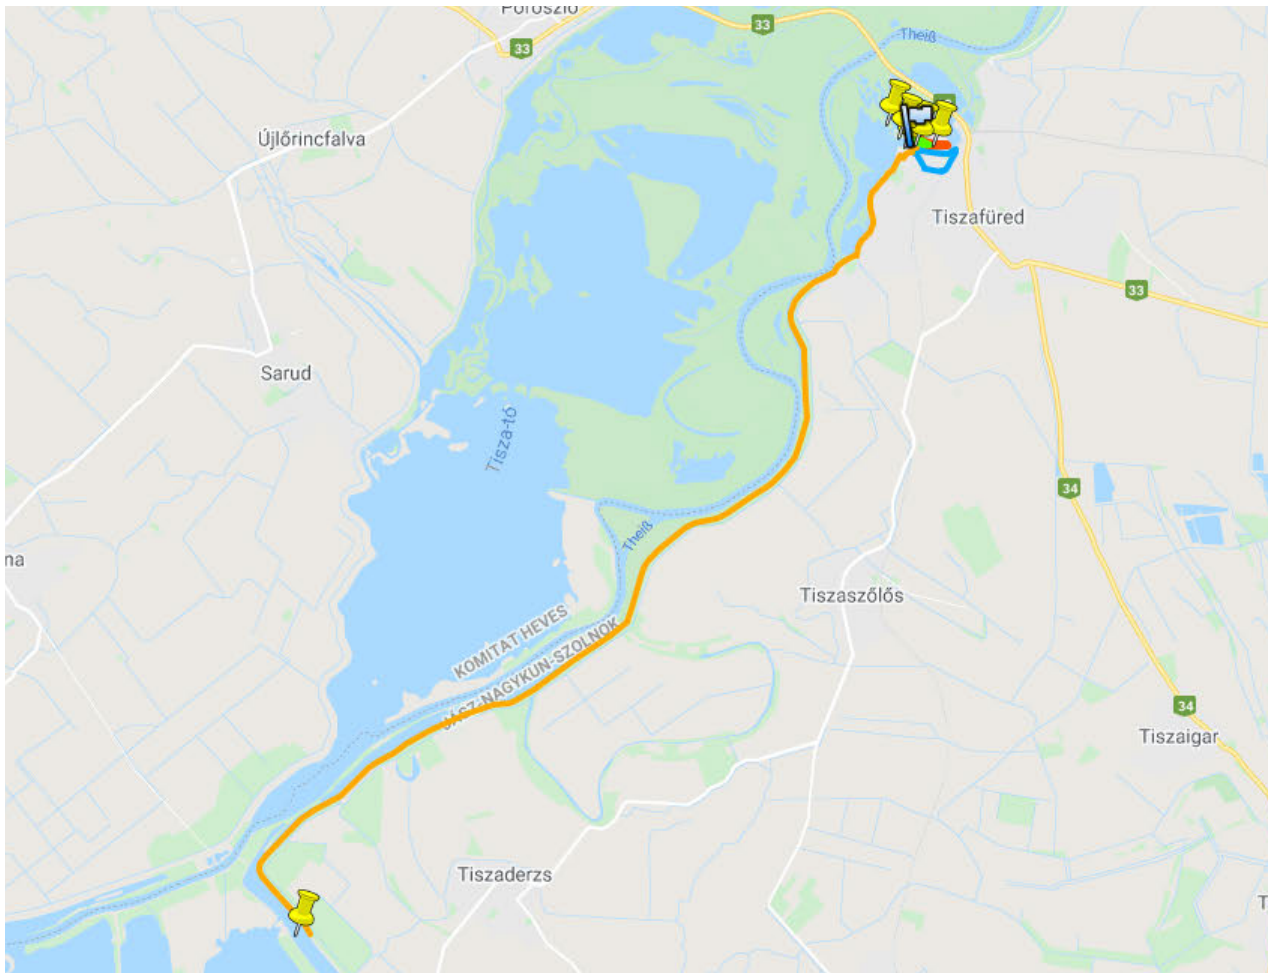 Poroszló
33
33
Theiß
Újlőrincfalva
Tiszafüred
33
Sarud
Tisza-tó
34
Theiß
na
Tiszaszőlős
KOMITAT HEVES
JÁSZ-NAGYKUN-SZOLNOK
34
Tiszaigar
Tiszaderzs
T